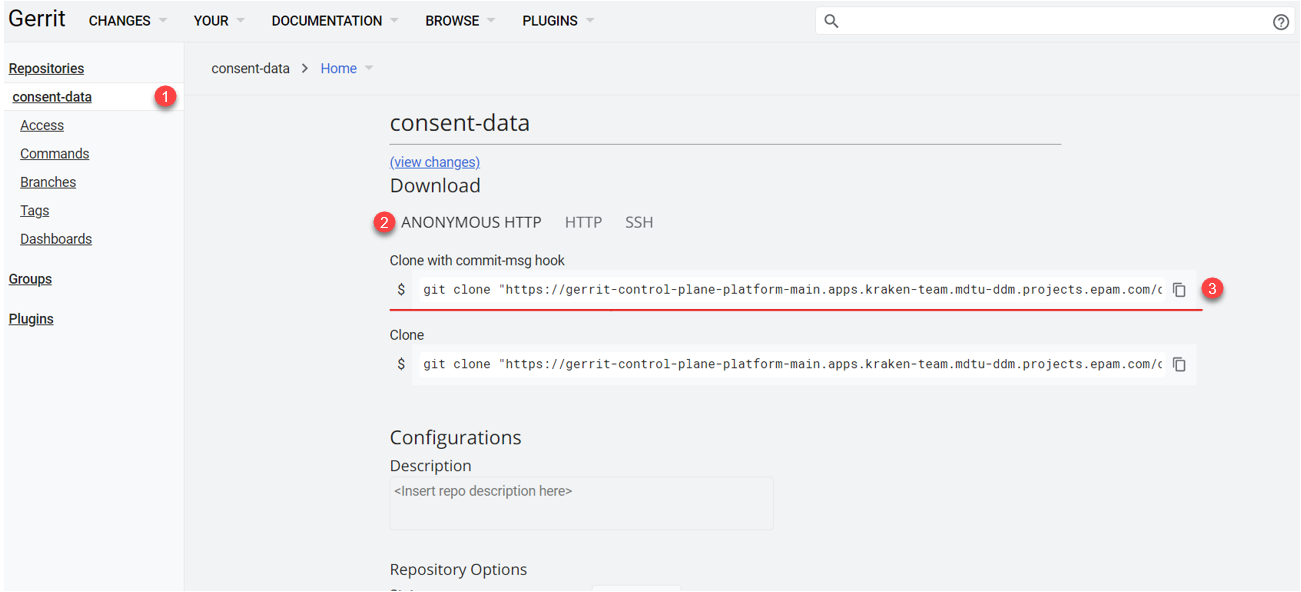 Gerrit CHANGES YOUR DOCUMENTATION BROWSE PLUGINS
Repositories
consent-data 1
Access
Commands
Branches
Tags
Dashboards
Groups
Plugins
consent-data > Home
consent-data
(view changes)
Download
2 ANONYMOUS HTTP HTTP SSH
Clone with commit-msg hook
$ git clone "https://gerrit-control-plane-platform-main.apps.kraken-team.mdtu-ddm.projects.epam.com/ 3
Clone
$ git clone "https://gerrit-control-plane-platform-main.apps.kraken-team.mdtu-ddm.projects.epam.com/
Configurations
Description
<Insert repo description here>
Repository Options